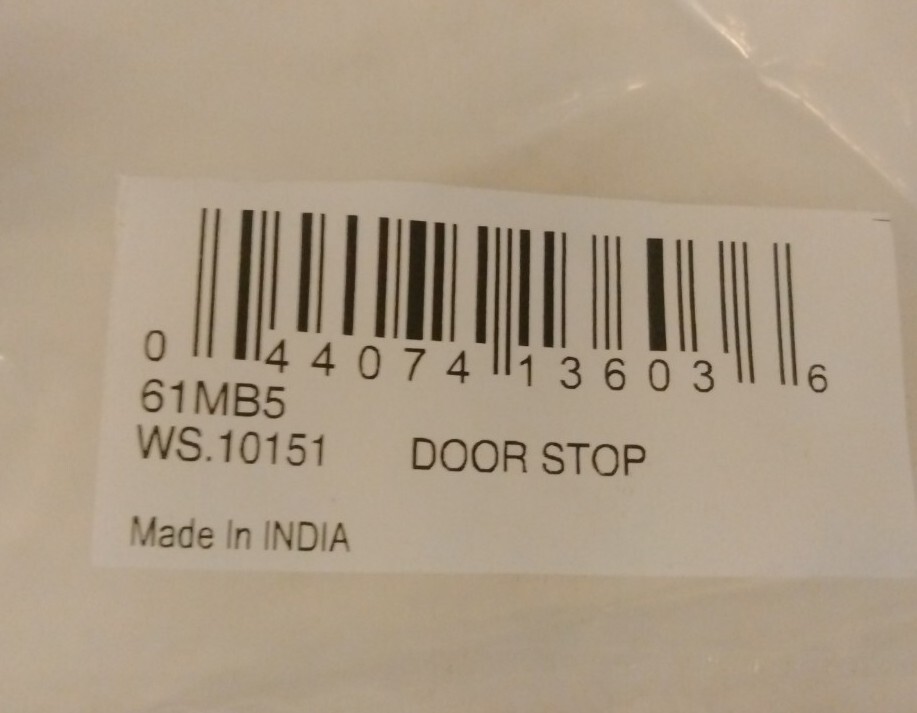 0 44074 13603 6
61MB5
WS.10151 DOOR STOP
Made In INDIA